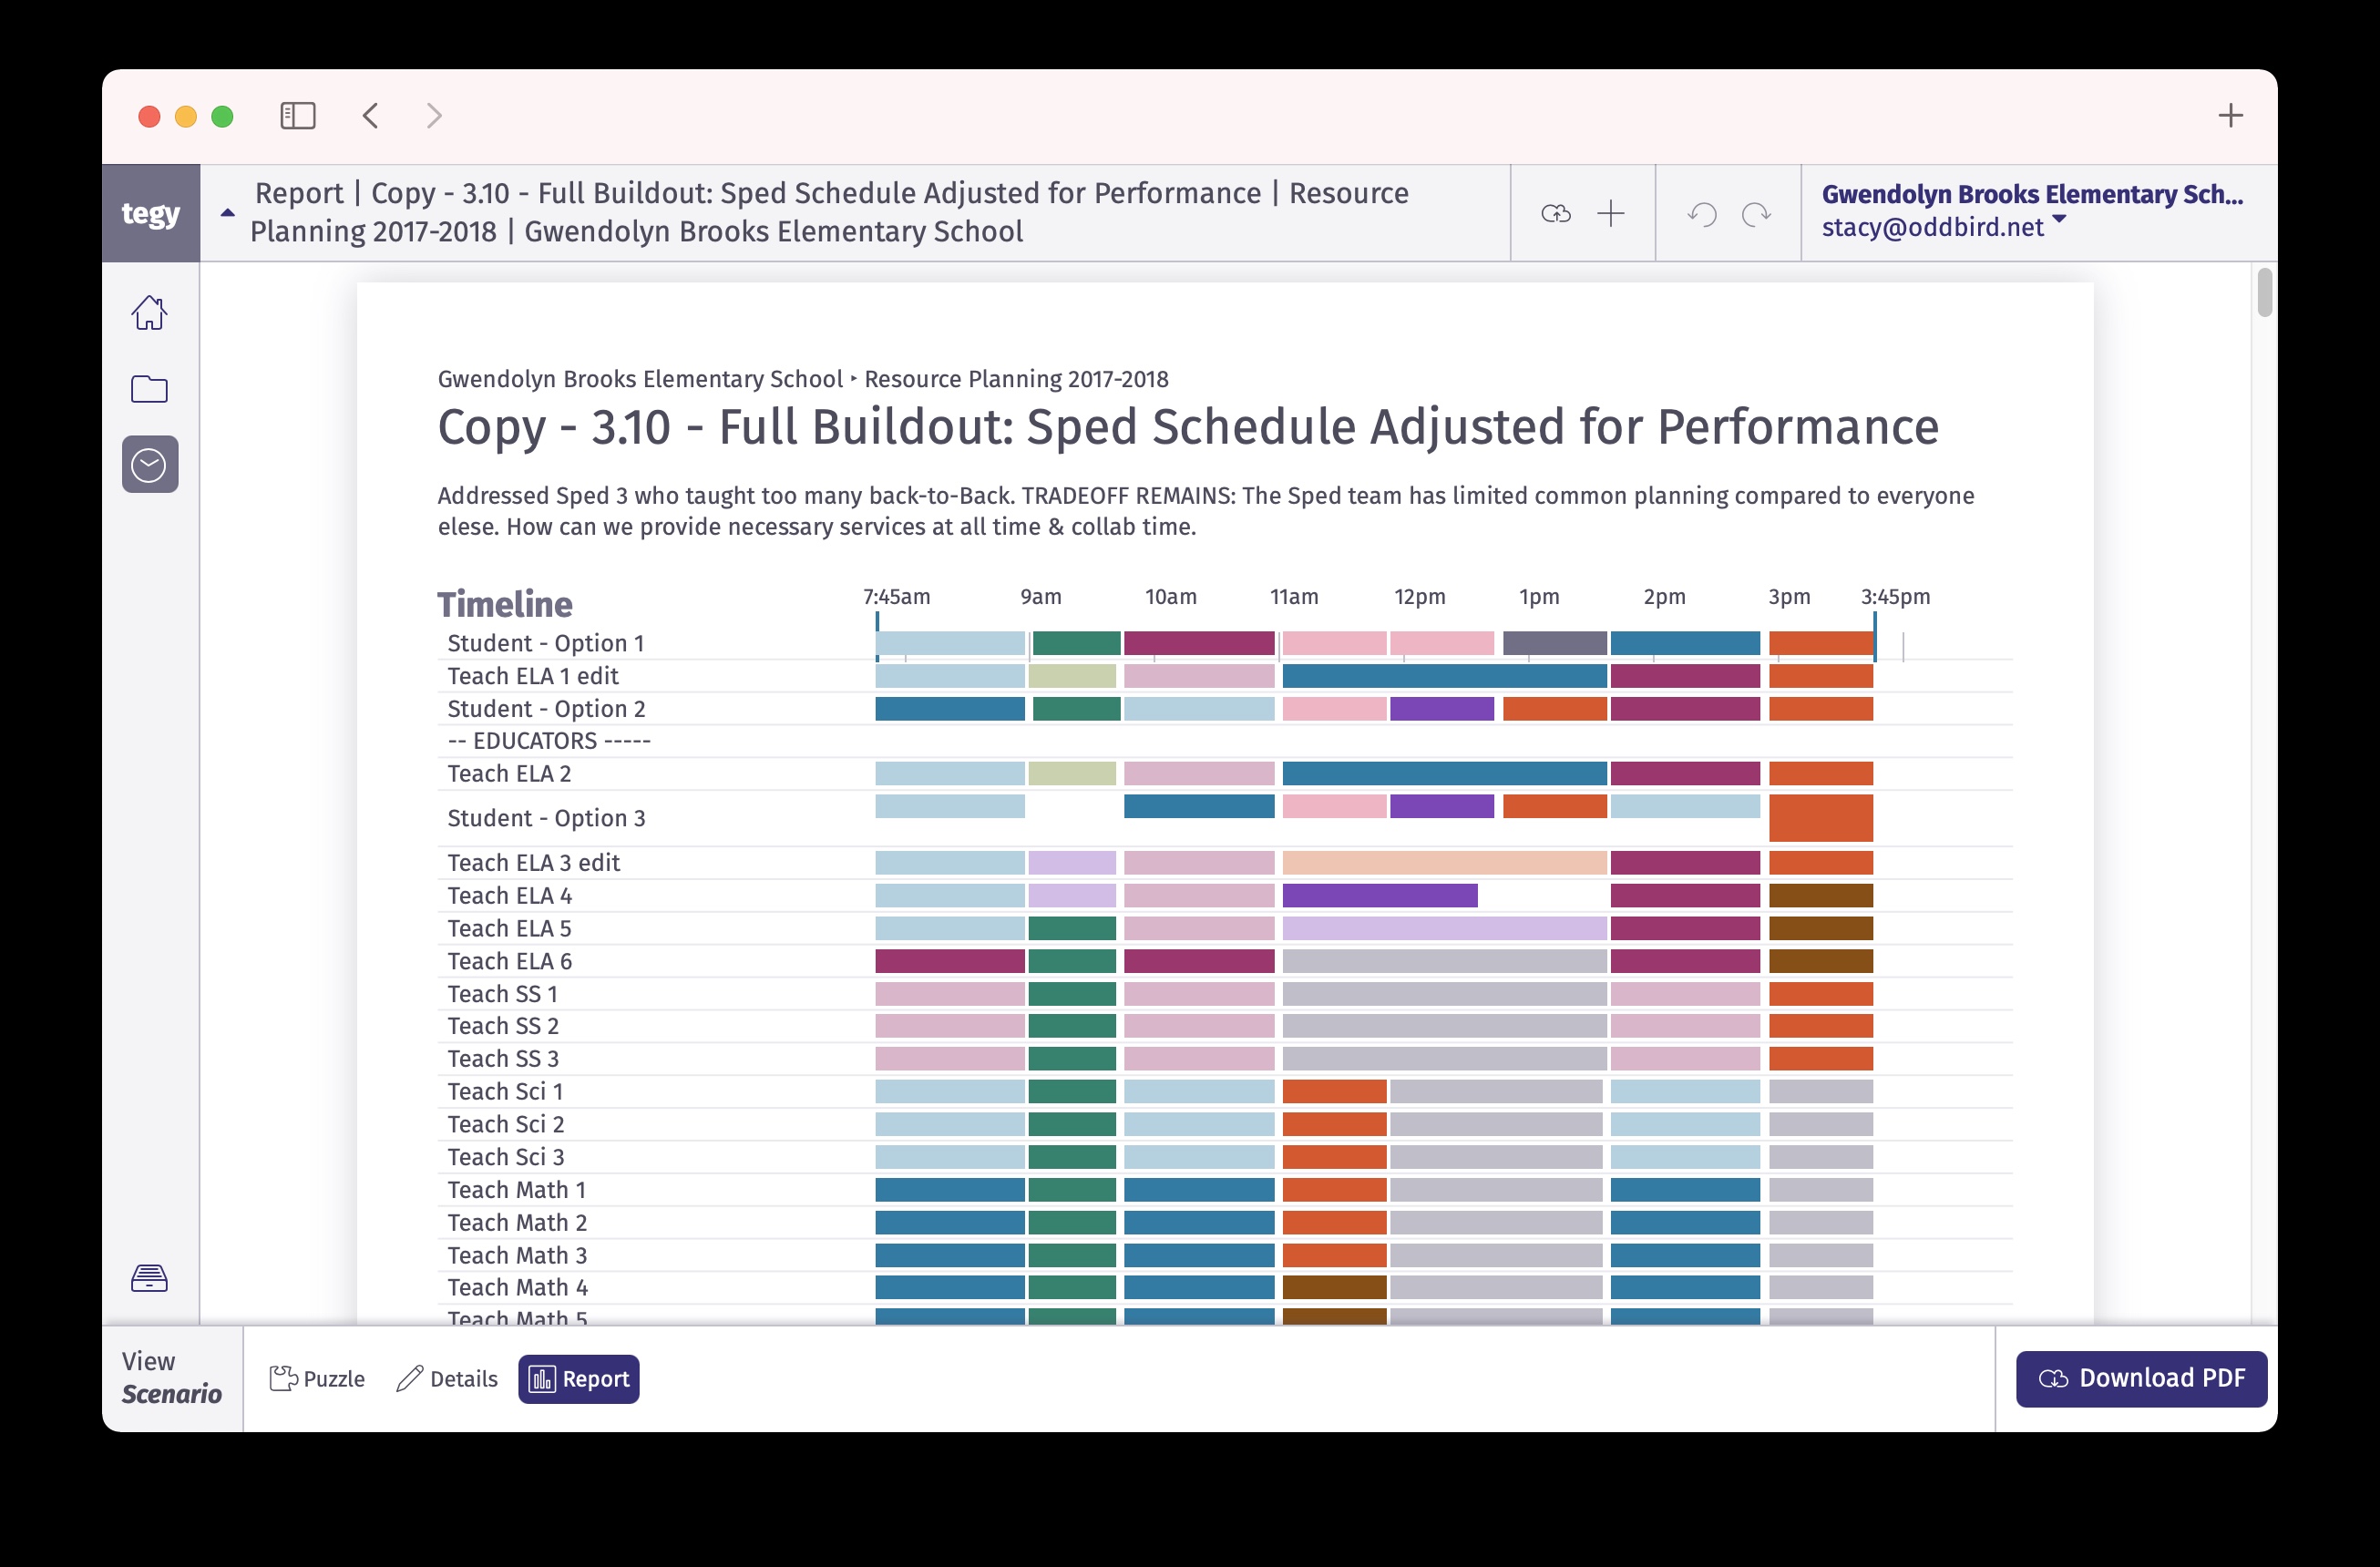 tegy
Report | Copy - 3.10 - Full Buildout: Sped Schedule Adjusted for Performance | Resource
Planning 2017-2018 | Gwendolyn Brooks Elementary School
Gwendolyn Brooks Elementary Sch...
stacy@oddbird.net
Gwendolyn Brooks Elementary School ‣ Resource Planning 2017-2018
Copy - 3.10 - Full Buildout: Sped Schedule Adjusted for Performance
Addressed Sped 3 who taught too many back-to-Back. TRADEOFF REMAINS: The Sped team has limited common planning compared to everyone
elese. How can we provide necessary services at all time & collab time.
Timeline 7:45am 9am 10am 11am 12pm 1pm 2pm 3pm 3:45pm
Student - Option 1
Teach ELA 1 edit
Student - Option 2
-- EDUCATORS -----
Teach ELA 2
Student - Option 3
Teach ELA 3 edit
Teach ELA 4
Teach ELA 5
Teach ELA 6
Teach SS 1
Teach SS 2
Teach SS 3
Teach Sci 1
Teach Sci 2
Teach Sci 3
Teach Math 1
Teach Math 2
Teach Math 3
Teach Math 4
Teach Math 5
View
Scenario
Puzzle Details Report
Download PDF